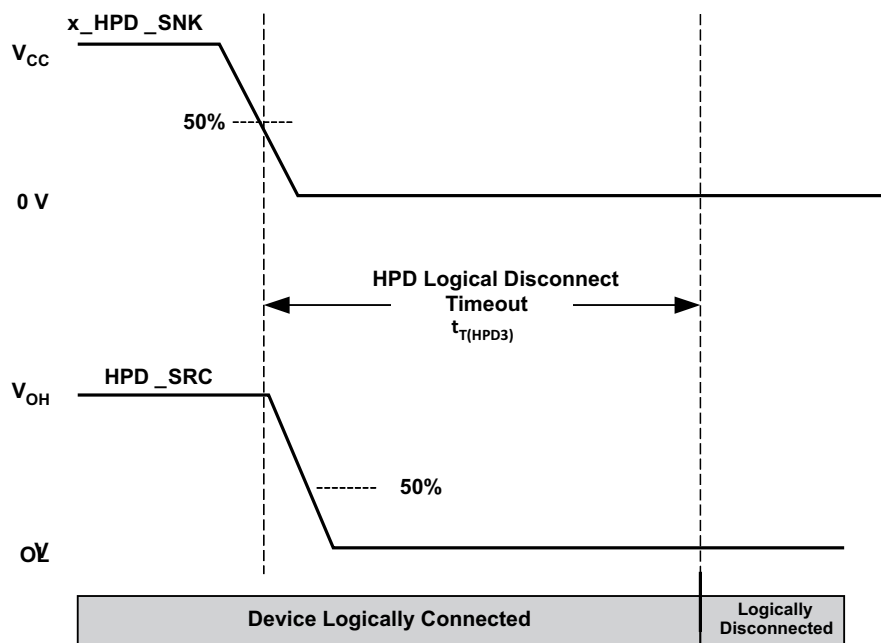 x_HPD _SNK
VCC
50%
0 V
HPD Logical Disconnect
Timeout
tT(HPD3)
HPD _SRC
VOH
50%
VOL
Device Logically Connected
Logically
Disconnected